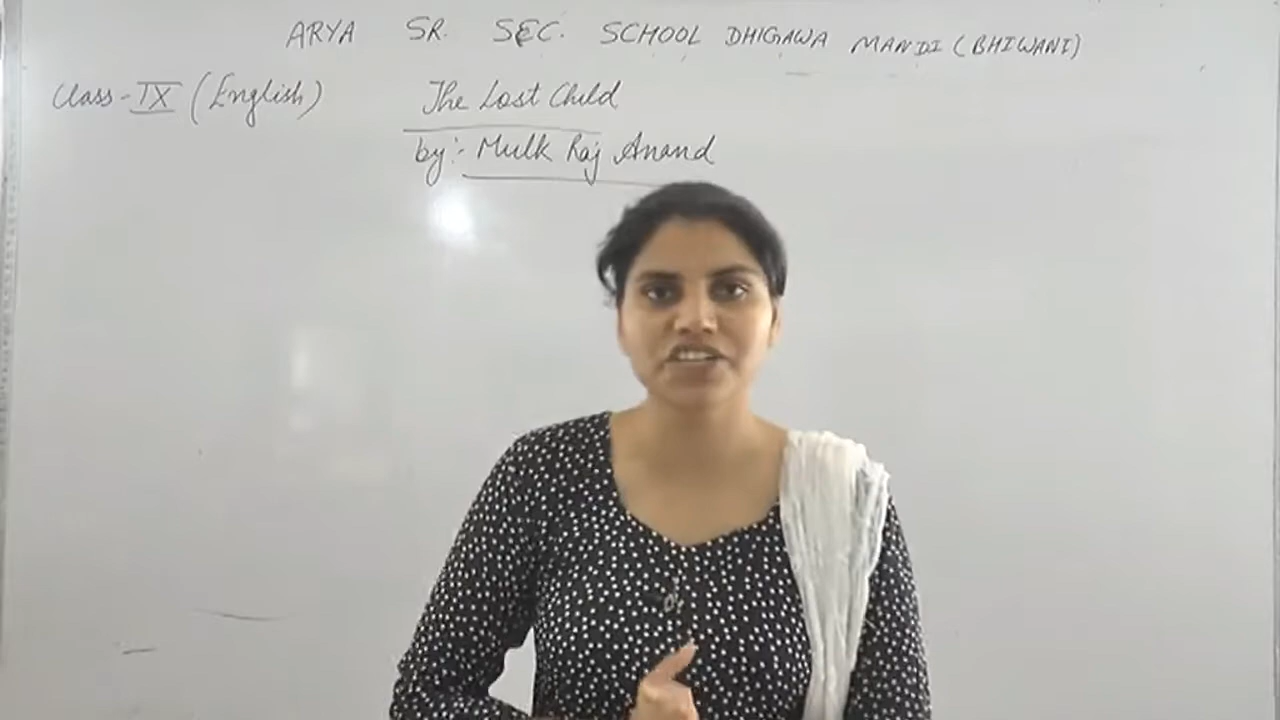 ARYA SR. SEC. SCHOOL DHIGAWA MANDI (BHIWANI)
Class - IX (English) The Lost Child
by:- Mulk Raj Anand